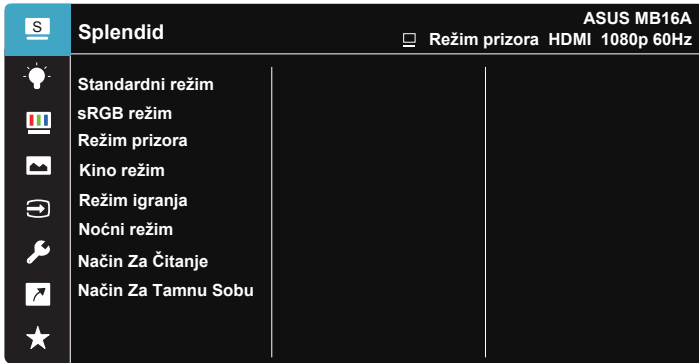 S
Splendid
ASUS MB16A
Režim prizora HDMI 1080p 60Hz
Standardni režim
sRGB režim
Režim prizora
Kino režim
Režim igranja
Noćni režim
Način Za Čitanje
Način Za Tamnu Sobu